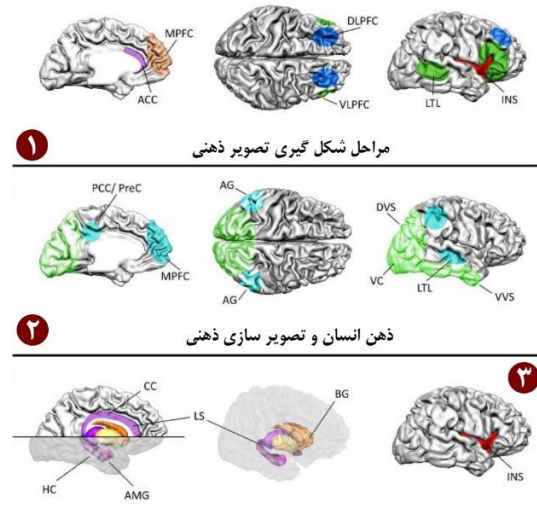 MPFC
ACC
DLPFC
VLPFC
LTL
INS
۱
مراحل شکل گیری تصویر ذهنی
PCC/ PreC
MPFC
AG
AG
DVS
VC
LTL
VVS
۲
ذهن انسان و تصویر سازی ذهنی
۳
CC
LS
HC
AMG
BG
INS